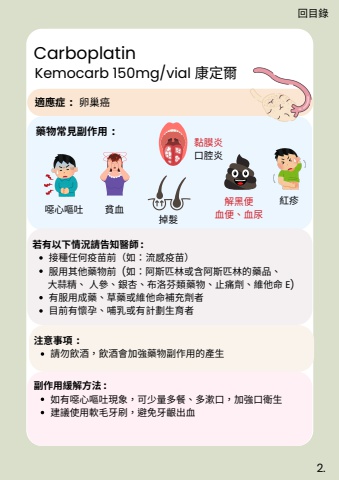 回目錄
Carboplatin
Kemocarb 150mg/vial 康定爾
適應症： 卵巢癌
藥物常見副作用：
黏膜炎
口腔炎
噁心嘔吐
貧血
掉髮
解黑便
血便、血尿
紅疹
若有以下情況請告知醫師：
• 接種任何疫苗前（如：流感疫苗）
• 服用其他藥物前（如：阿斯匹林或含阿斯匹林的藥品、
大蒜精、人參、銀杏、布洛芬類藥物、止痛劑、維他命 E)
• 有服用成藥、草藥或維他命補充劑者
• 目前有懷孕、哺乳或有計劃生育者
注意事項：
• 請勿飲酒，飲酒會加強藥物副作用的產生
副作用緩解方法：
• 如有噁心嘔吐現象，可少量多餐、多漱口，加強口衛生
• 建議使用軟毛牙刷，避免牙齦出血
2.